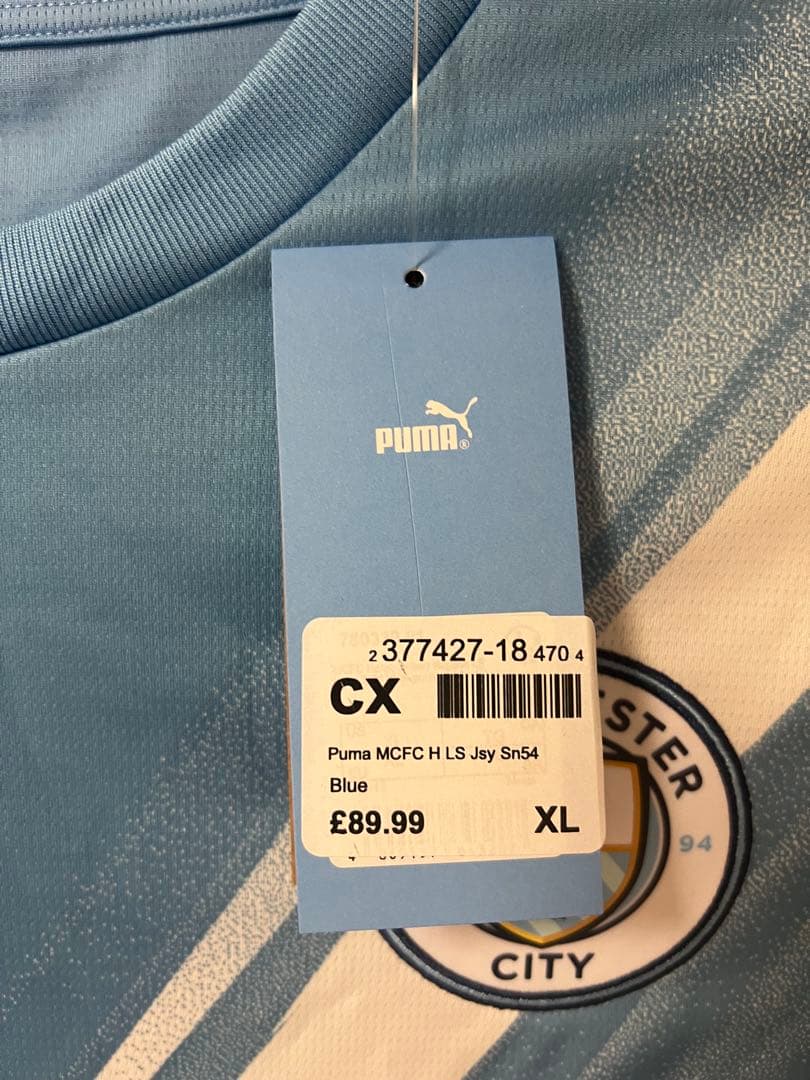 PUMA®
2 377427-18 470 4
CX
Puma MCFC H LS Jsy Sn54
Blue
£89.99 XL
STER
94
CITY